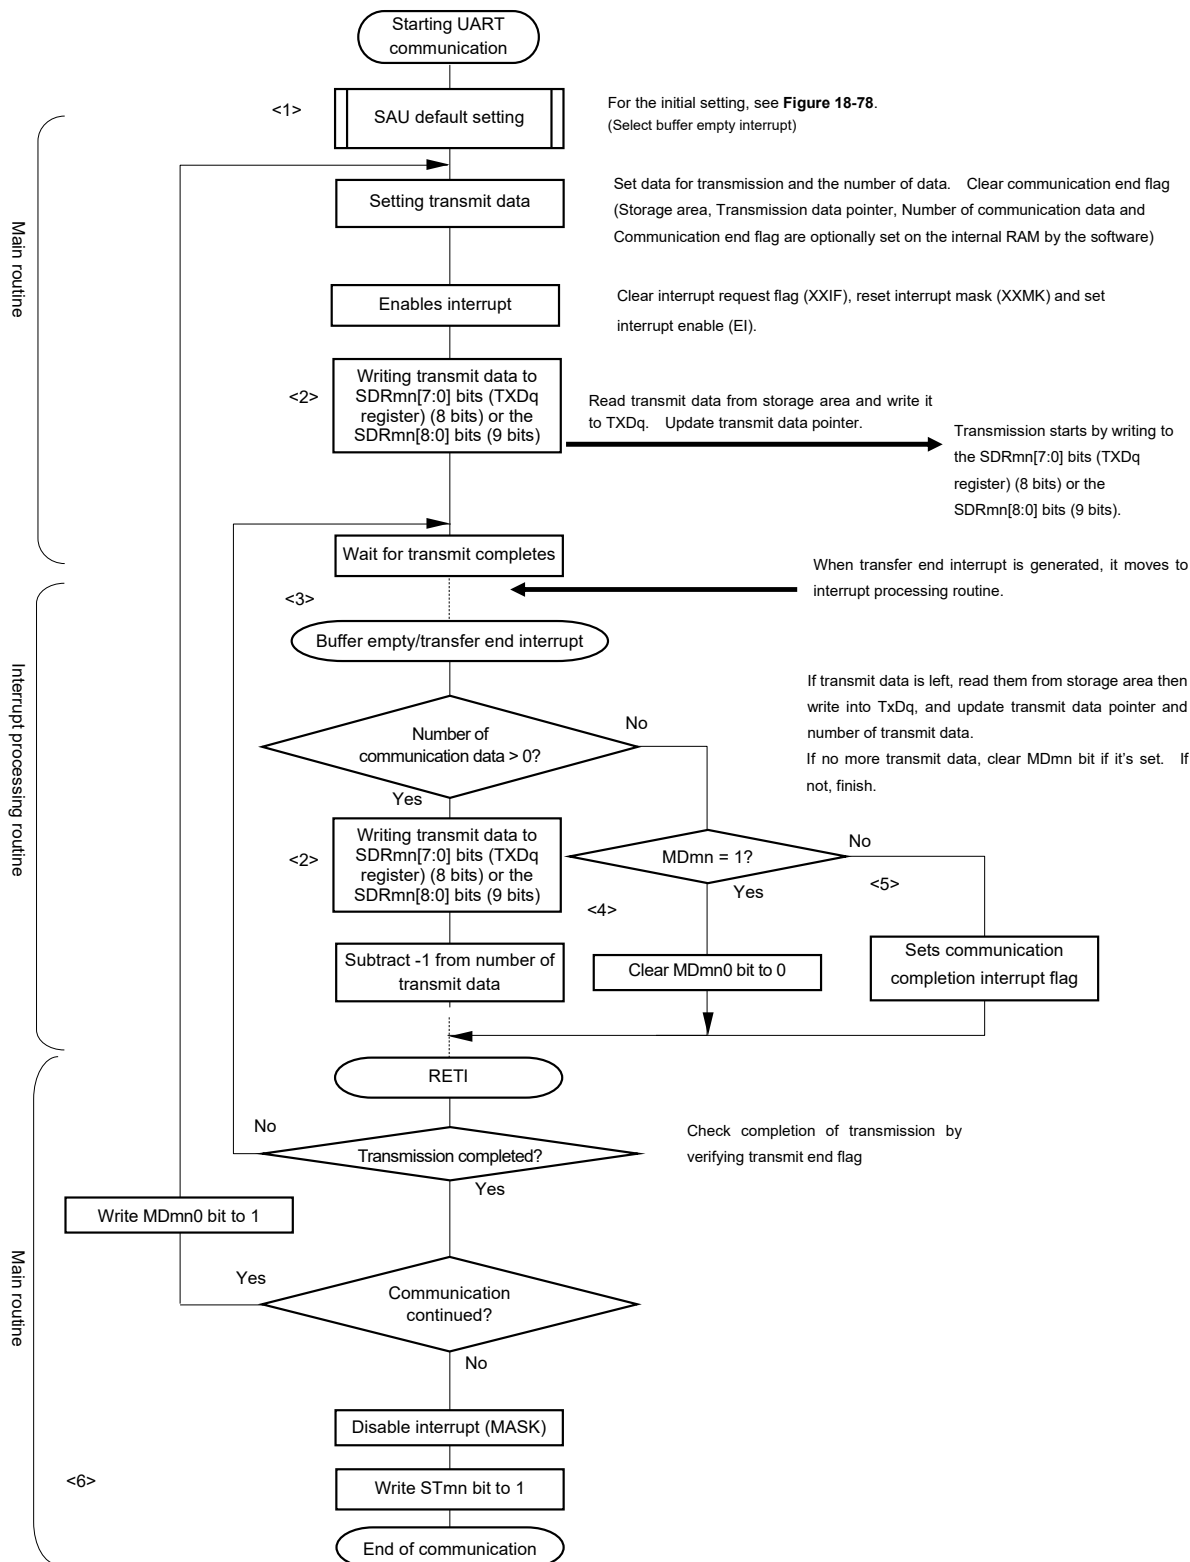 Starting UART
communication
<1>
SAU default setting
For the initial setting, see Figure 18-78.
(Select buffer empty interrupt)
Main routine
Setting transmit data
Set data for transmission and the number of data. Clear communication end flag
(Storage area, Transmission data pointer, Number of communication data and
Communication end flag are optionally set on the internal RAM by the software)
Enables interrupt
Clear interrupt request flag (XXIF), reset interrupt mask (XXMK) and set
interrupt enable (EI).
<2>
Writing transmit data to
SDRmn[7:0] bits (TXDq
register) (8 bits) or the
SDRmn[8:0] bits (9 bits)
Read transmit data from storage area and write it
to TXDq. Update transmit data pointer.
Transmission starts by writing to
the SDRmn[7:0] bits (TXDq
register) (8 bits) or the
SDRmn[8:0] bits (9 bits).
Wait for transmit completes
When transfer end interrupt is generated, it moves to
interrupt processing routine.
<3>
Buffer empty/transfer end interrupt
Interrupt processing routine
If transmit data is left, read them from storage area then
write into TxDq, and update transmit data pointer and
number of transmit data.
If no more transmit data, clear MDmn bit if it's set. If
not, finish.
Number of
communication data > 0?
No
Yes
<2>
Writing transmit data to
SDRmn[7:0] bits (TXDq
register) (8 bits) or the
SDRmn[8:0] bits (9 bits)
MDmn = 1?
No
Yes
<4>
<5>
Subtract -1 from number of
transmit data
Clear MDmn0 bit to 0
Sets communication
completion interrupt flag
RETI
Main routine
No
Transmission completed?
Yes
Check completion of transmission by
verifying transmit end flag
Write MDmn0 bit to 1
Yes
Communication
continued?
No
Disable interrupt (MASK)
<6>
Write STmn bit to 1
End of communication